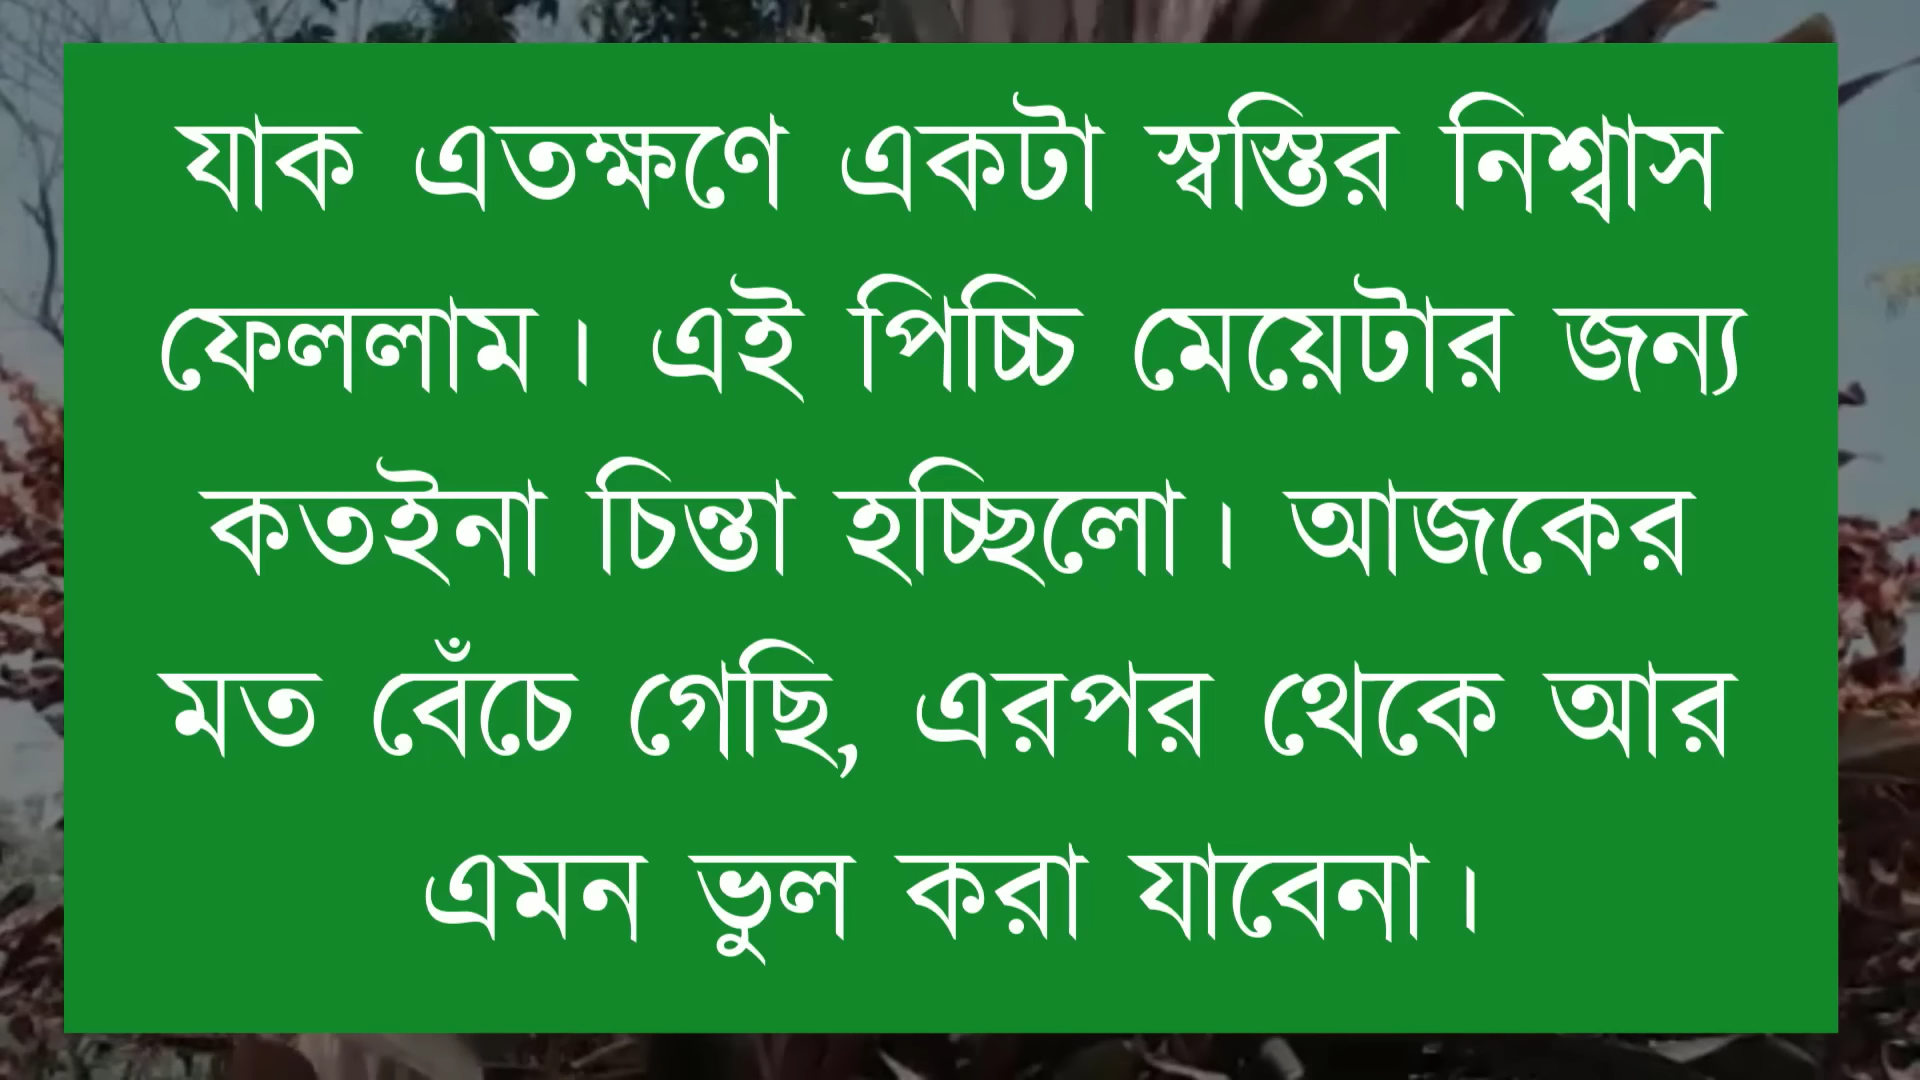 যাক এতক্ষণে একটা স্বস্তির নিশ্বাস
ফেললাম। এই পিচ্চি মেয়েটার জন্য
কতইনা চিন্তা হচ্ছিলো। আজকের
মত বেঁচে গেছি, এরপর থেকে আর
এমন ভুল করা যাবেনা।